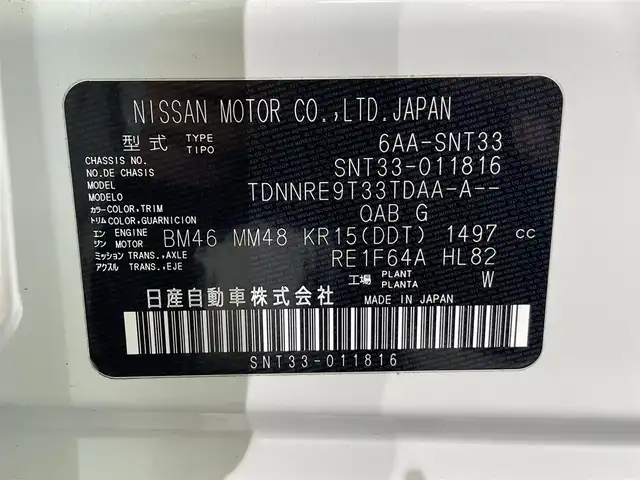 NISSAN MOTOR CO.,LTD.JAPAN
型式 TYPE TIPO 6AA-SNT33
CHASSIS NO. NO.DE CHASIS SNT33-011816
MODEL MODELO TDNNRE9T33TDAA-A--
カラー COLOR,TRIM トリム COLOR,GUARNICION QAB G
エン ENGINE ジン MOTOR BM46 MM48 KR15(DDT) 1497 cc
ミッション TRANS.,AXLE アクスル TRANS.,EJE RE1F64A HL82
工場 PLANT PLANTA W
日産自動車株式会社 MADE IN JAPAN
SNT33-011816